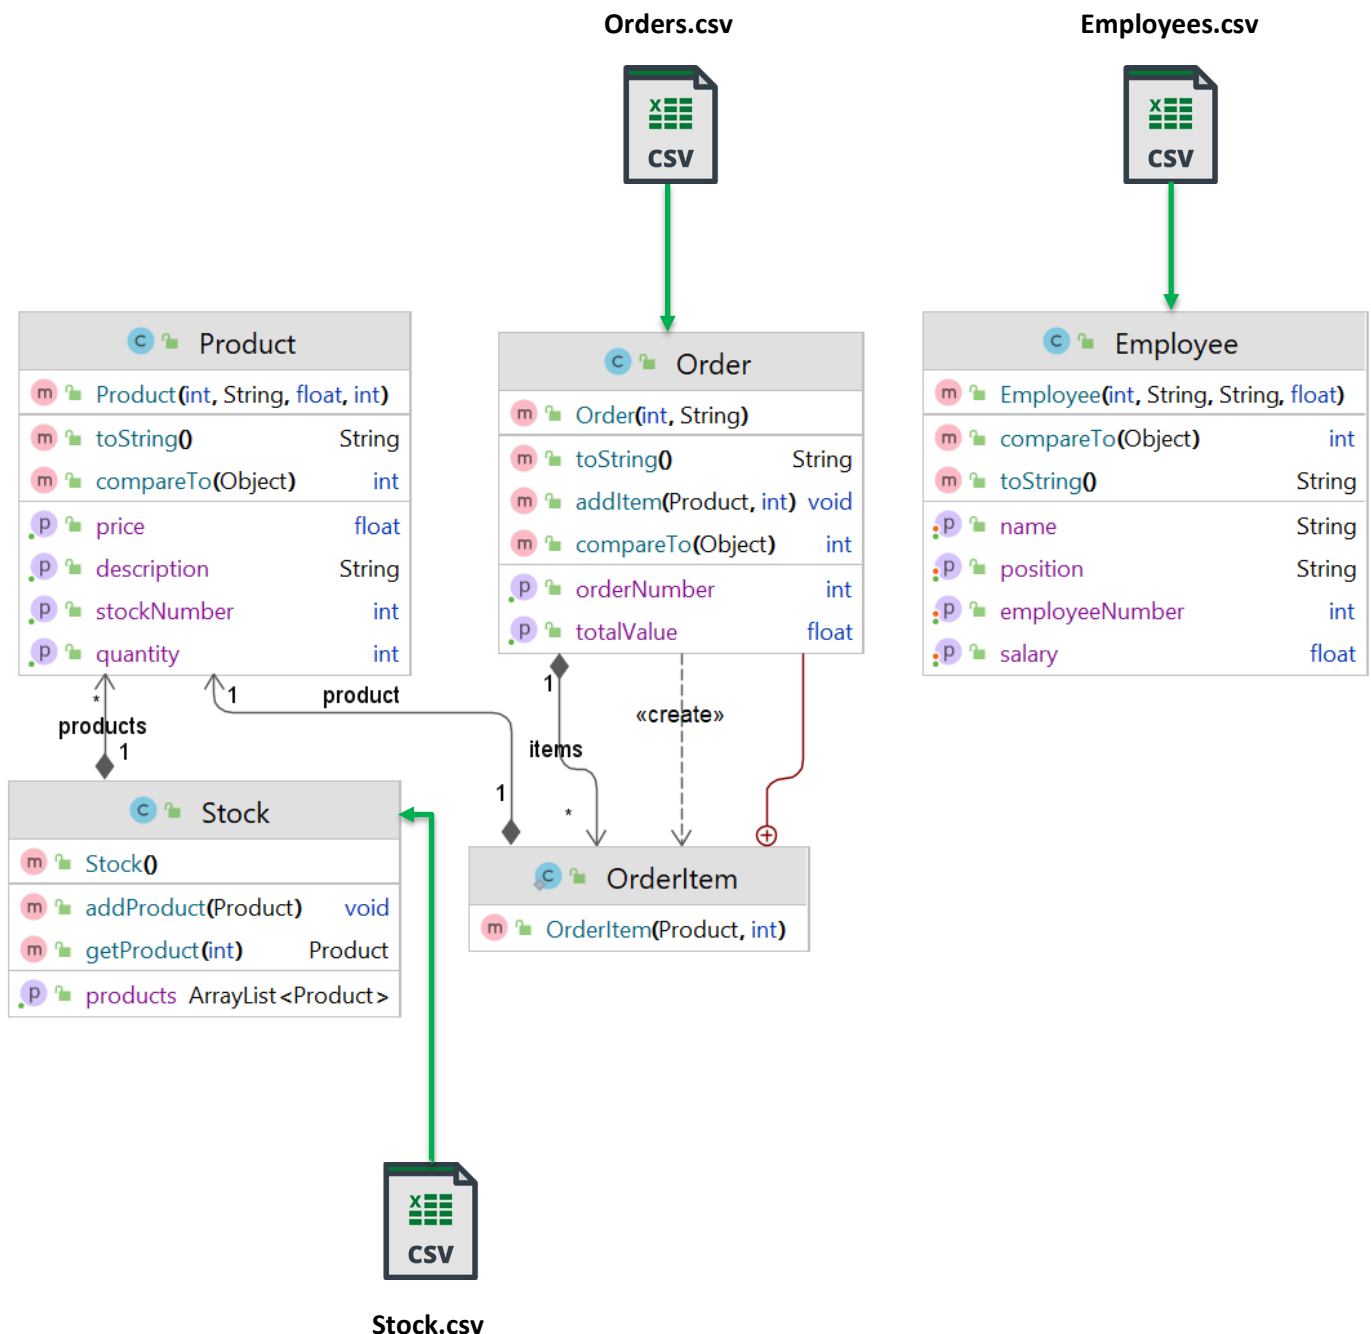 Orders.csv
Employees.csv
X
CSV
X
CSV
C Product
m Product(int, String, float, int)
m toString() String
m compareTo(Object) int
p price float
p description String
p stockNumber int
p quantity int
C Order
m Order(int, String)
m toString() String
m addItem(Product, int) void
m compareTo(Object) int
p orderNumber int
p totalValue float
C Employee
m Employee(int, String, String, float)
m compareTo(Object) int
m toString() String
p name String
p position String
p employeeNumber int
p salary float
*
products
1
1
product
1
1
items
*
«create»
C Stock
m Stock()
m addProduct(Product) void
m getProduct(int) Product
p products ArrayList<Product>
C OrderItem
m OrderItem(Product, int)
X
CSV
Stock.csv